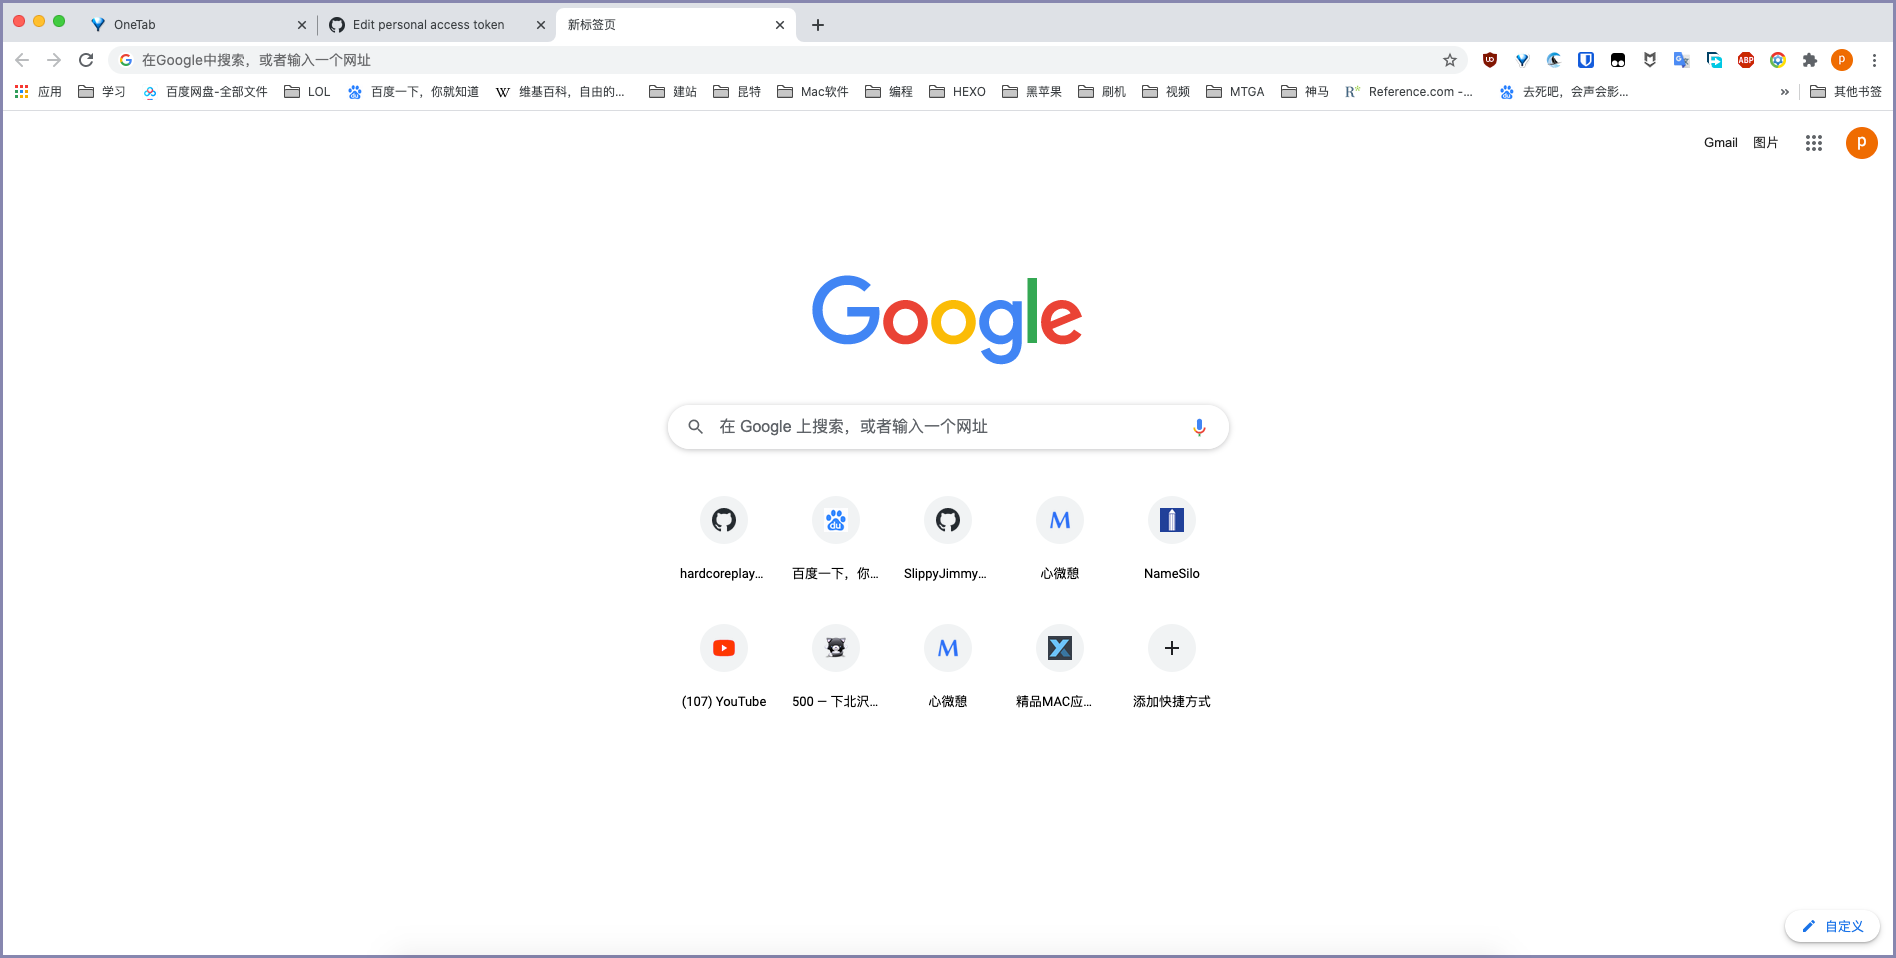 OneTab
Edit personal access token
新标签页
在Google中搜索，或者输入一个网址
应用 学习 百度网盘-全部文件 LOL 百度一下，你就知道 维基百科，自由的... 建站 昆特 Mac软件 编程 HEXO 黑苹果 刷机 视频 MTGA 神马 Reference.com -... 去死吧，会声会影... » 其他书签
Gmail 图片 p
Google
在 Google 上搜索，或者输入一个网址
hardcoreplay... 百度一下，你... SlippyJimmy... 心微憩 NameSilo
(107) YouTube 500 — 下北沢... 心微憩 精品MAC应... 添加快捷方式
自定义